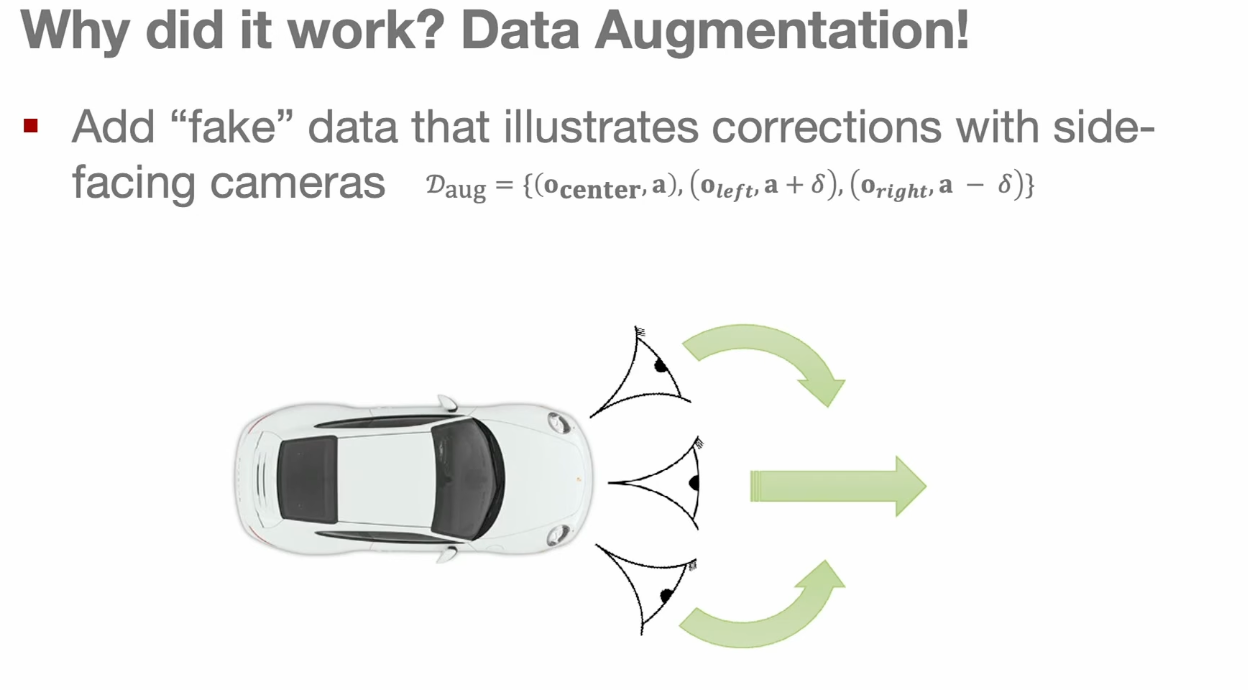 Why did it work? Data Augmentation!
▪ Add “fake” data that illustrates corrections with side-
facing cameras 𝒟aug = {(𝐨center, 𝐚), (𝐨left, 𝐚 + δ), (𝐨right, 𝐚 − δ)}